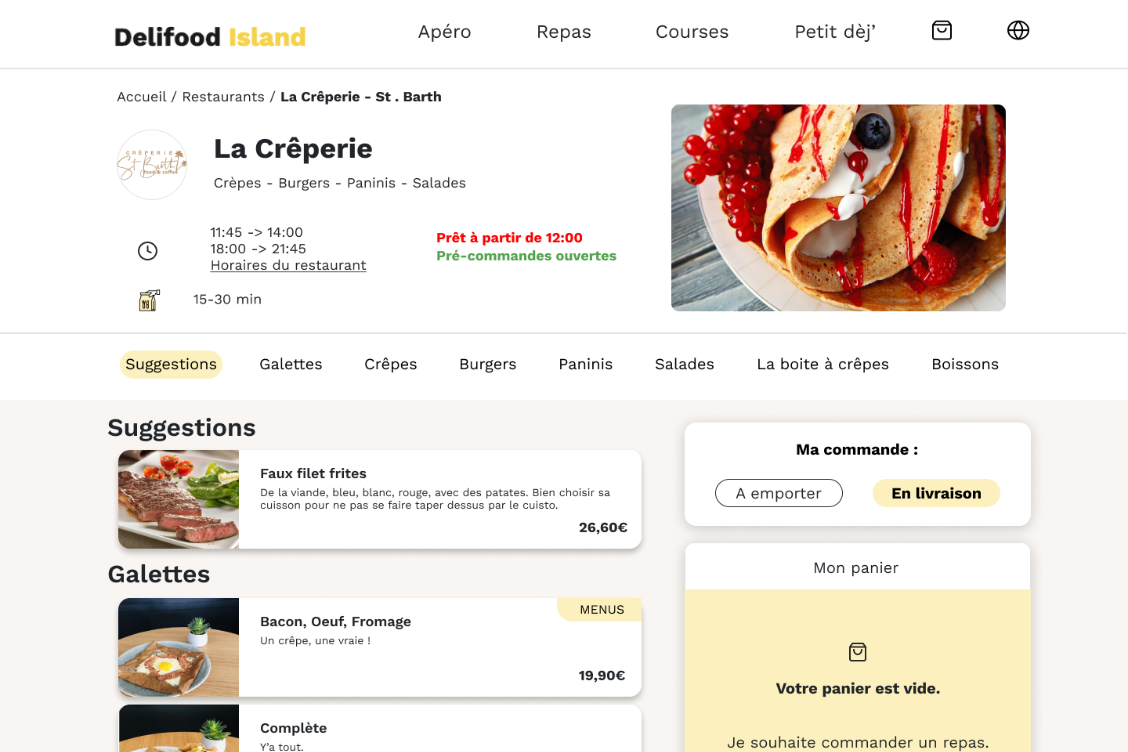 Delifood Island
Apéro
Repas
Courses
Petit dèj’
Accueil / Restaurants / La Crêperie - St . Barth
CRÊPERIE
St Barth
La Crêperie
Crèpes - Burgers - Paninis - Salades
11:45 -> 14:00
18:00 -> 21:45
Horaires du restaurant
Prêt à partir de 12:00
Pré-commandes ouvertes
15-30 min
Suggestions
Galettes
Crêpes
Burgers
Paninis
Salades
La boite à crêpes
Boissons
Suggestions
Faux filet frites
De la viande, bleu, blanc, rouge, avec des patates. Bien choisir sa
cuisson pour ne pas se faire taper dessus par le cuisto.
26,60€
Galettes
MENUS
Bacon, Oeuf, Fromage
Un crêpe, une vraie !
19,90€
Complète
Y’a tout.
Ma commande :
A emporter
En livraison
Mon panier
Votre panier est vide.
Je souhaite commander un repas.